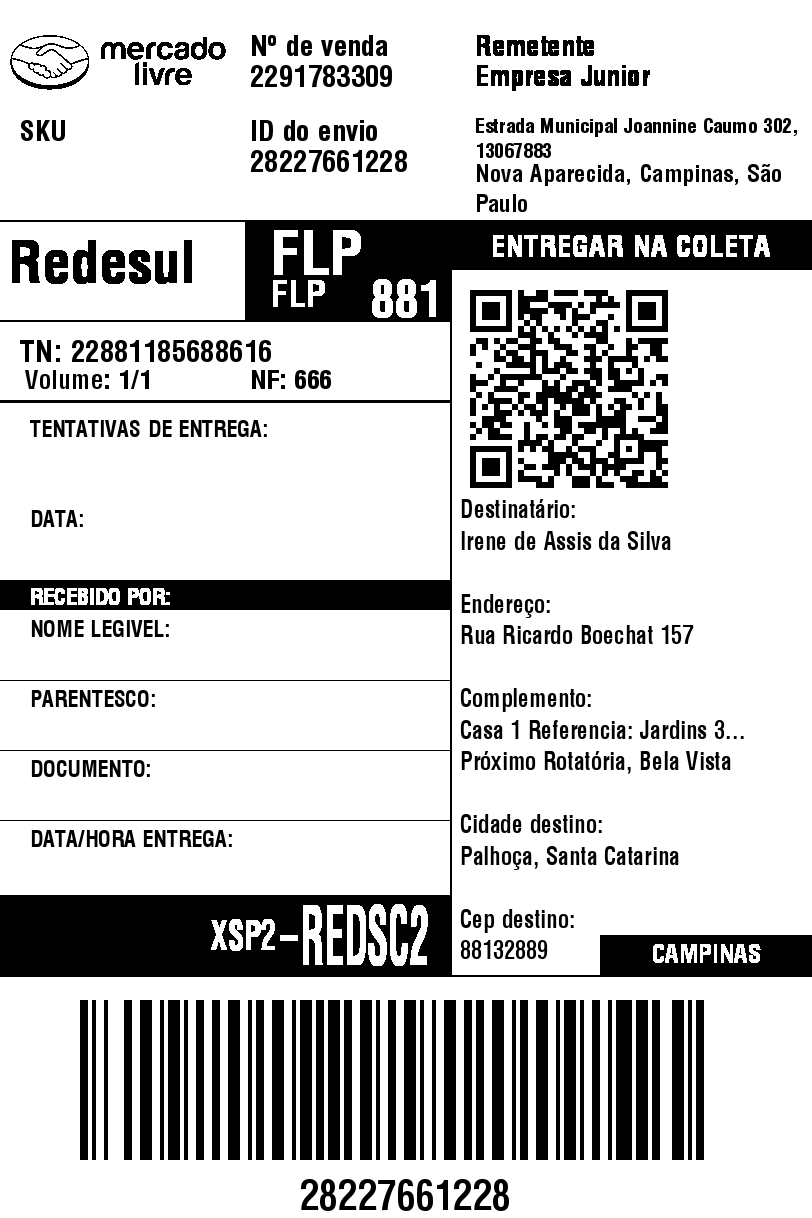 mercado
livre
Nº de venda
2291783309
Remetente
Empresa Junior
SKU
ID do envio
28227661228
Estrada Municipal Joannine Caumo 302,
13067883
Nova Aparecida, Campinas, São
Paulo
Redesul
FLP
FLP
881
ENTREGAR NA COLETA
TN: 22881185688616
Volume: 1/1
NF: 666
TENTATIVAS DE ENTREGA:
DATA:
RECEBIDO POR:
NOME LEGIVEL:
PARENTESCO:
DOCUMENTO:
DATA/HORA ENTREGA:
XSP2-REDSC2
Destinatário:
Irene de Assis da Silva
Endereço:
Rua Ricardo Boechat 157
Complemento:
Casa 1 Referencia: Jardins 3...
Próximo Rotatória, Bela Vista
Cidade destino:
Palhoça, Santa Catarina
Cep destino:
88132889
CAMPINAS
28227661228